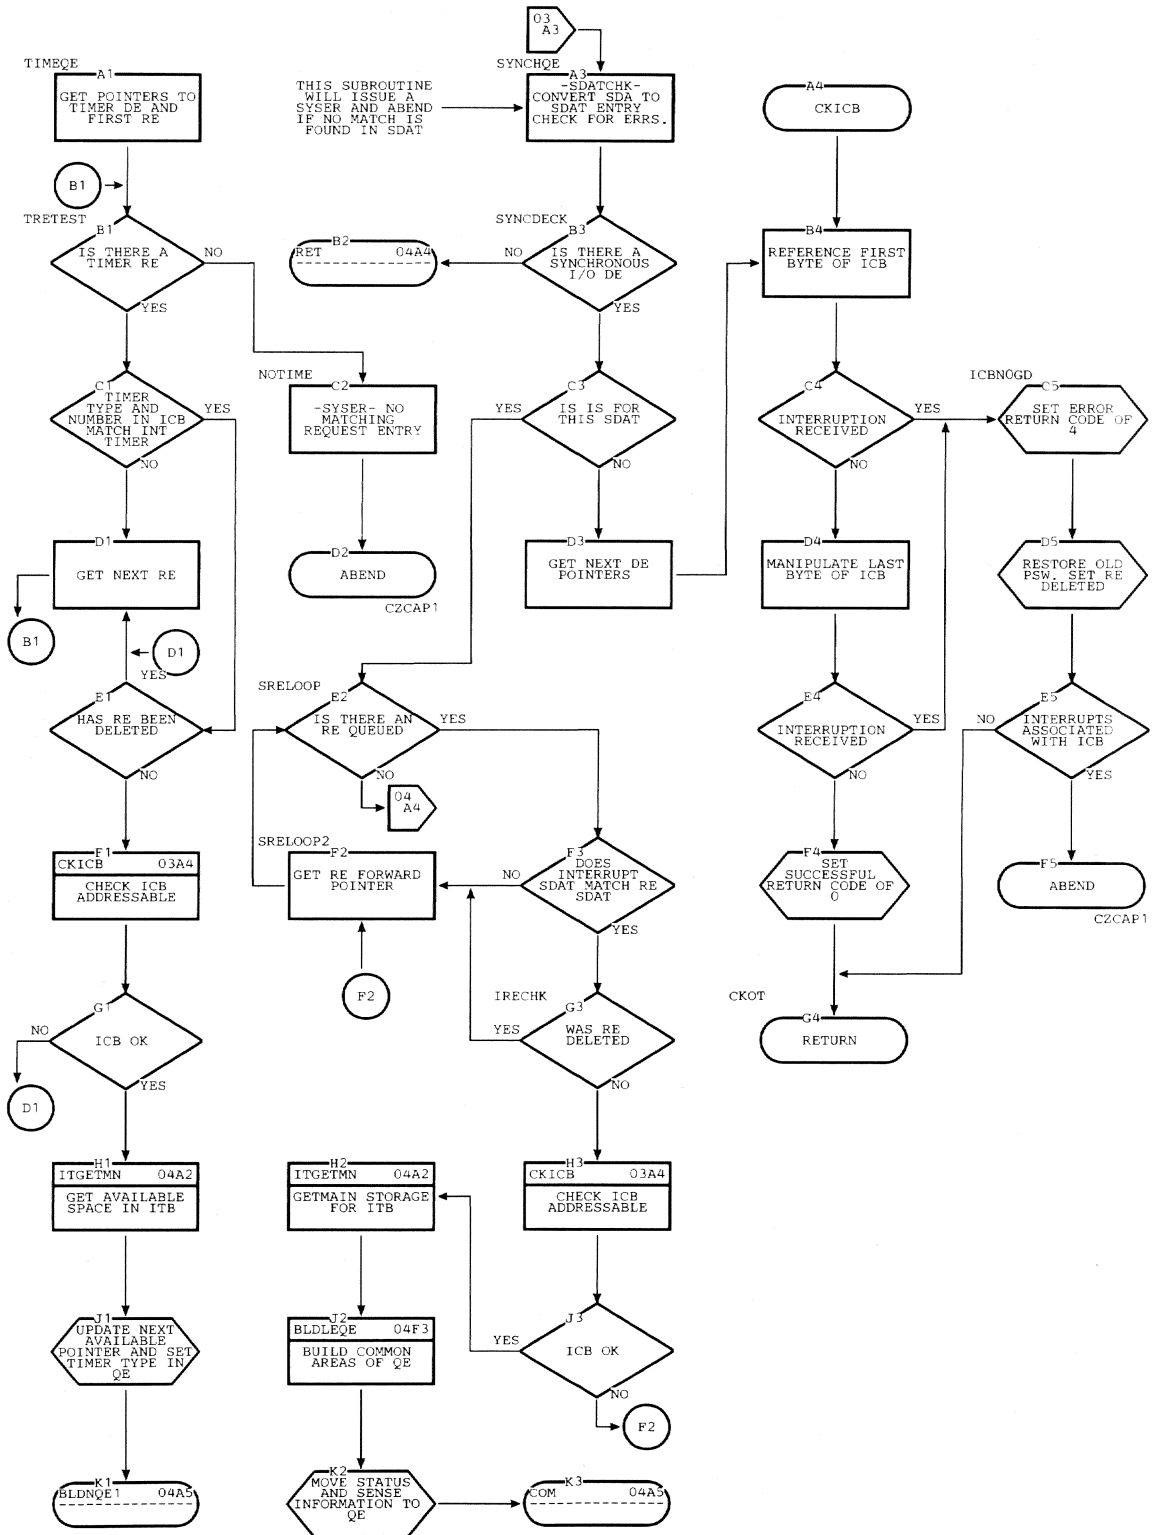 03
A3
TIMEQE
A1
GET POINTERS TO
TIMER DE AND
FIRST RE
THIS SUBROUTINE
WILL ISSUE A
SYSER AND ABEND
IF NO MATCH IS
FOUND IN SDAT
SYNCHQE
A3
-SDATCHK-
CONVERT SDA TO
SDAT ENTRY
CHECK FOR ERRS.
A4
CKICB
B1
TRETEST
B1
IS THERE A
TIMER RE
NO
YES
B2
RET 04A4
SYNCDECK
B3
IS THERE A
SYNCHRONOUS
I/O DE
NO
YES
B4
REFERENCE FIRST
BYTE OF ICB
C1
TIMER
TYPE AND
NUMBER IN ICB
MATCH INT
TIMER
YES
NO
NOTIME
C2
-SYSER- NO
MATCHING
REQUEST ENTRY
C3
IS IS FOR
THIS SDAT
YES
NO
C4
INTERRUPTION
RECEIVED
YES
NO
ICBNOGD
C5
SET ERROR
RETURN CODE OF
4
D1
GET NEXT RE
B1
D1
D2
ABEND
CZCAP1
D3
GET NEXT DE
POINTERS
D4
MANIPULATE LAST
BYTE OF ICB
D5
RESTORE OLD
PSW. SET RE
DELETED
YES
E1
HAS RE BEEN
DELETED
NO
SRELOOP
E2
IS THERE AN
RE QUEUED
YES
NO
04
A4
E4
INTERRUPTION
RECEIVED
YES
NO
E5
INTERRUPTS
ASSOCIATED
WITH ICB
NO
YES
F1
CKICB 03A4
CHECK ICB
ADDRESSABLE
SRELOOP2
F2
GET RE FORWARD
POINTER
F2
F3
DOES
INTERRUPT
SDAT MATCH RE
SDAT
NO
YES
F4
SET
SUCCESSFUL
RETURN CODE OF
0
F5
ABEND
CZCAP1
G1
ICB OK
NO
YES
D1
IRECHK
G3
WAS RE
DELETED
YES
NO
CKOT
G4
RETURN
H1
ITGETMN 04A2
GET AVAILABLE
SPACE IN ITB
H2
ITGETMN 04A2
GETMAIN STORAGE
FOR ITB
H3
CKICB 03A4
CHECK ICB
ADDRESSABLE
J1
UPDATE NEXT
AVAILABLE
POINTER AND SET
TIMER TYPE IN
QE
J2
BLDLEQE 04F3
BUILD COMMON
AREAS OF QE
J3
ICB OK
YES
NO
F2
K1
BLDNQE1 04A5
K2
MOVE STATUS
AND SENSE
INFORMATION TO
QE
K3
COM 04A5